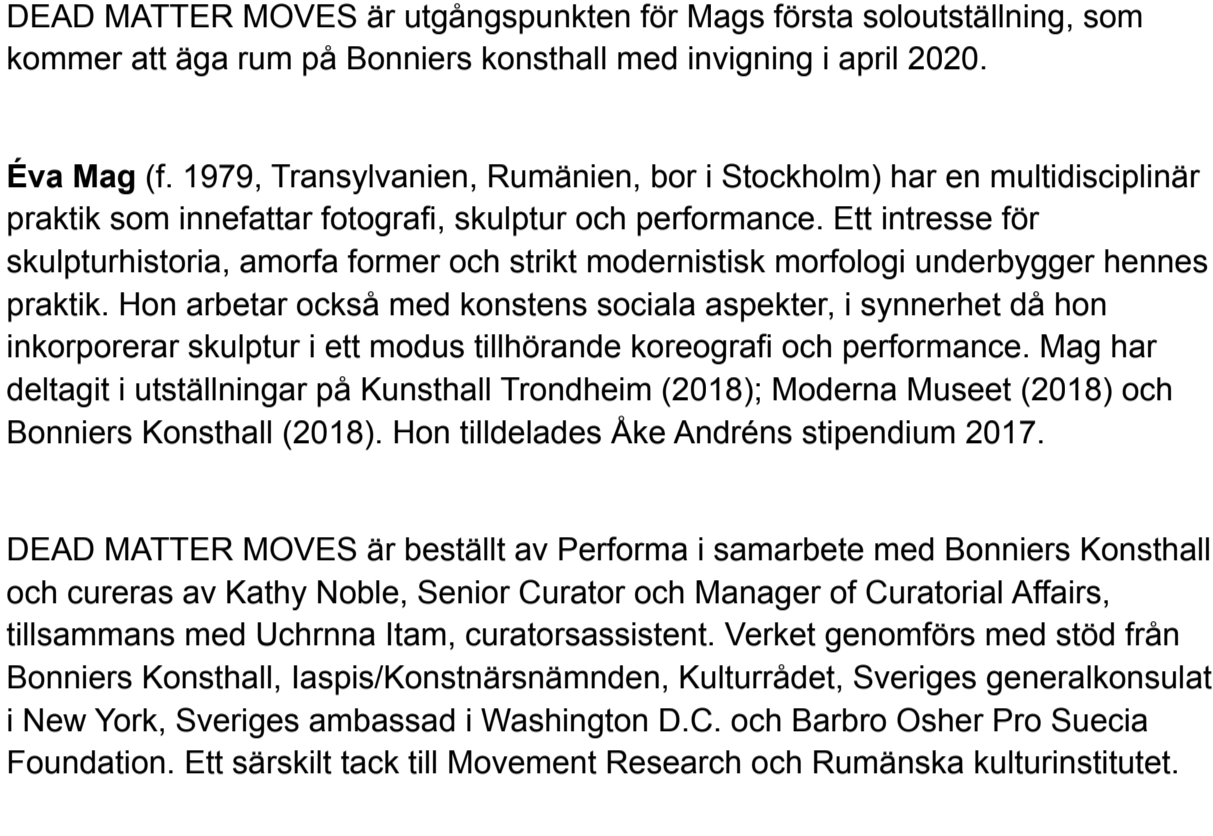 DEAD MATTER MOVES är utgångspunkten för Mags första soloutställning, som
kommer att äga rum på Bonniers konsthall med invigning i april 2020.
Éva Mag (f. 1979, Transylvanien, Rumänien, bor i Stockholm) har en multidisciplinär
praktik som innefattar fotografi, skulptur och performance. Ett intresse för
skulpturhistoria, amorfa former och strikt modernistisk morfologi underbygger hennes
praktik. Hon arbetar också med konstens sociala aspekter, i synnerhet då hon
inkorporerar skulptur i ett modus tillhörande koreografi och performance. Mag har
deltagit i utställningar på Kunsthall Trondheim (2018); Moderna Museet (2018) och
Bonniers Konsthall (2018). Hon tilldelades Åke Andréns stipendium 2017.
DEAD MATTER MOVES är beställt av Performa i samarbete med Bonniers Konsthall
och cureras av Kathy Noble, Senior Curator och Manager of Curatorial Affairs,
tillsammans med Uchrnna Itam, curatorsassistent. Verket genomförs med stöd från
Bonniers Konsthall, Iaspis/Konstnärsnämnden, Kulturrådet, Sveriges generalkonsulat
i New York, Sveriges ambassad i Washington D.C. och Barbro Osher Pro Suecia
Foundation. Ett särskilt tack till Movement Research och Rumänska kulturinstitutet.